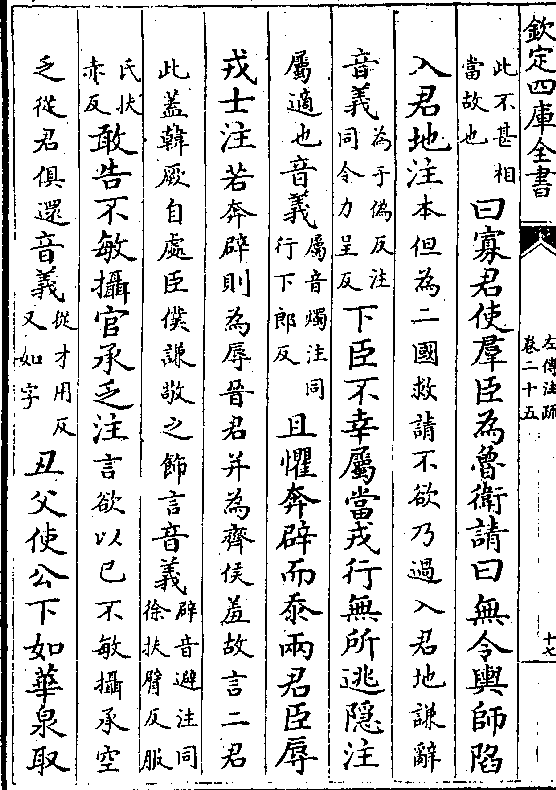 欽定四庫全書
左傳注疏
卷二十五
十七
此不甚相
當故也
曰寡君使羣臣為魯衛請曰無令輿師陷
入君地注本但為二國救請不欲乃過入君地謙辭
音義
為于偽反注
同令力呈反
下臣不幸屬當戎行無所逃隱注
屬適也音義
屬音燭注同
行下郎反
且懼奔辟而忝兩君臣辱
戎士注若奔辟則為辱晉君并為齊侯羞故言二君
此蓋韓厥自處臣僕謙敬之飾言音義
辟音避注同
徐扶臂反服
氏扶
赤反
敢告不敏攝官承乏注言欲以已不敏攝承空
乏從君俱還音義
從才用反
又如字
丑父使公下如華泉取